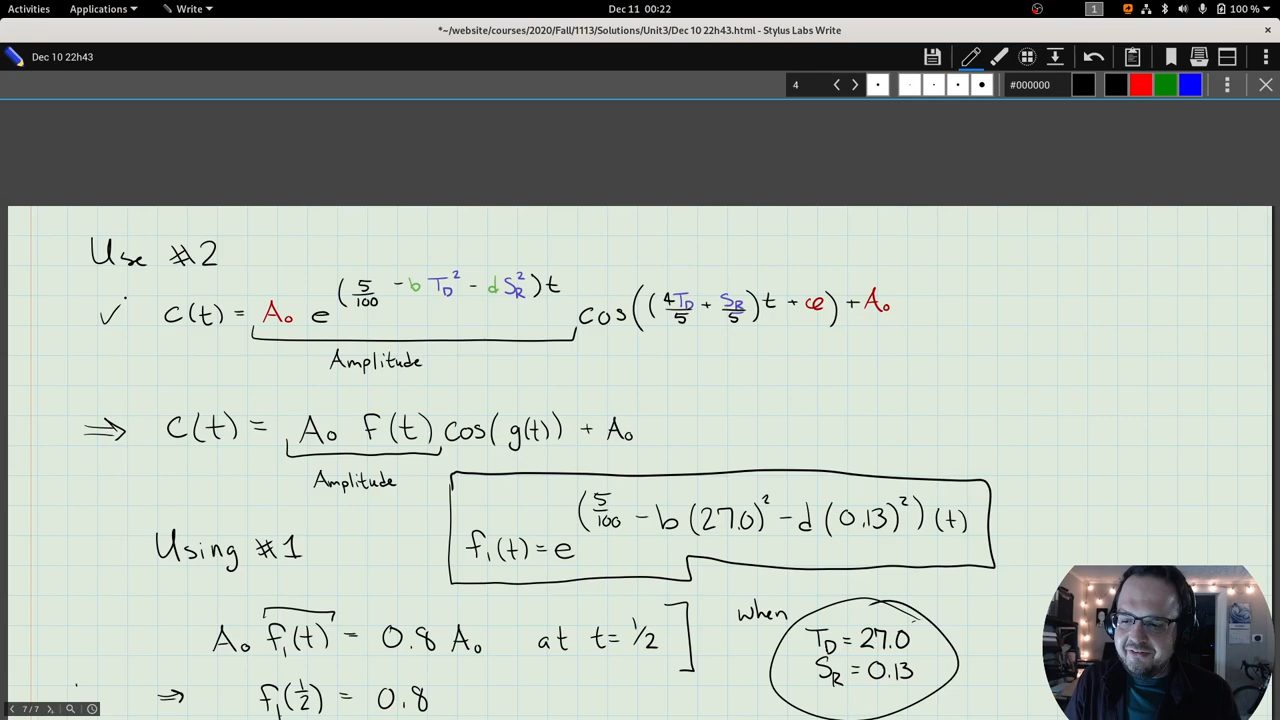 Activities Applications Write Dec 11 00:22 1 100 %
*~/website/courses/2020/Fall/1113/Solutions/Unit3/Dec 10 22h43.html - Stylus Labs Write
Dec 10 22h43
4 #000000
Use #2
✓ C(t) = A₀ e^(5/100 - b T_D² - d S_R²)t cos((4T_D/5 + S_R/5)t + φ) + A₀
Amplitude
⇒ C(t) = A₀ f(t) cos(g(t)) + A₀
Amplitude
f₁(t) = e^(5/100 - b(27.0)² - d(0.13)²)(t)
Using #1
A₀ f₁(t) = 0.8 A₀ at t = 1/2 ] when T_D = 27.0
S_R = 0.13
⇒ f₁(1/2) = 0.8
7/7